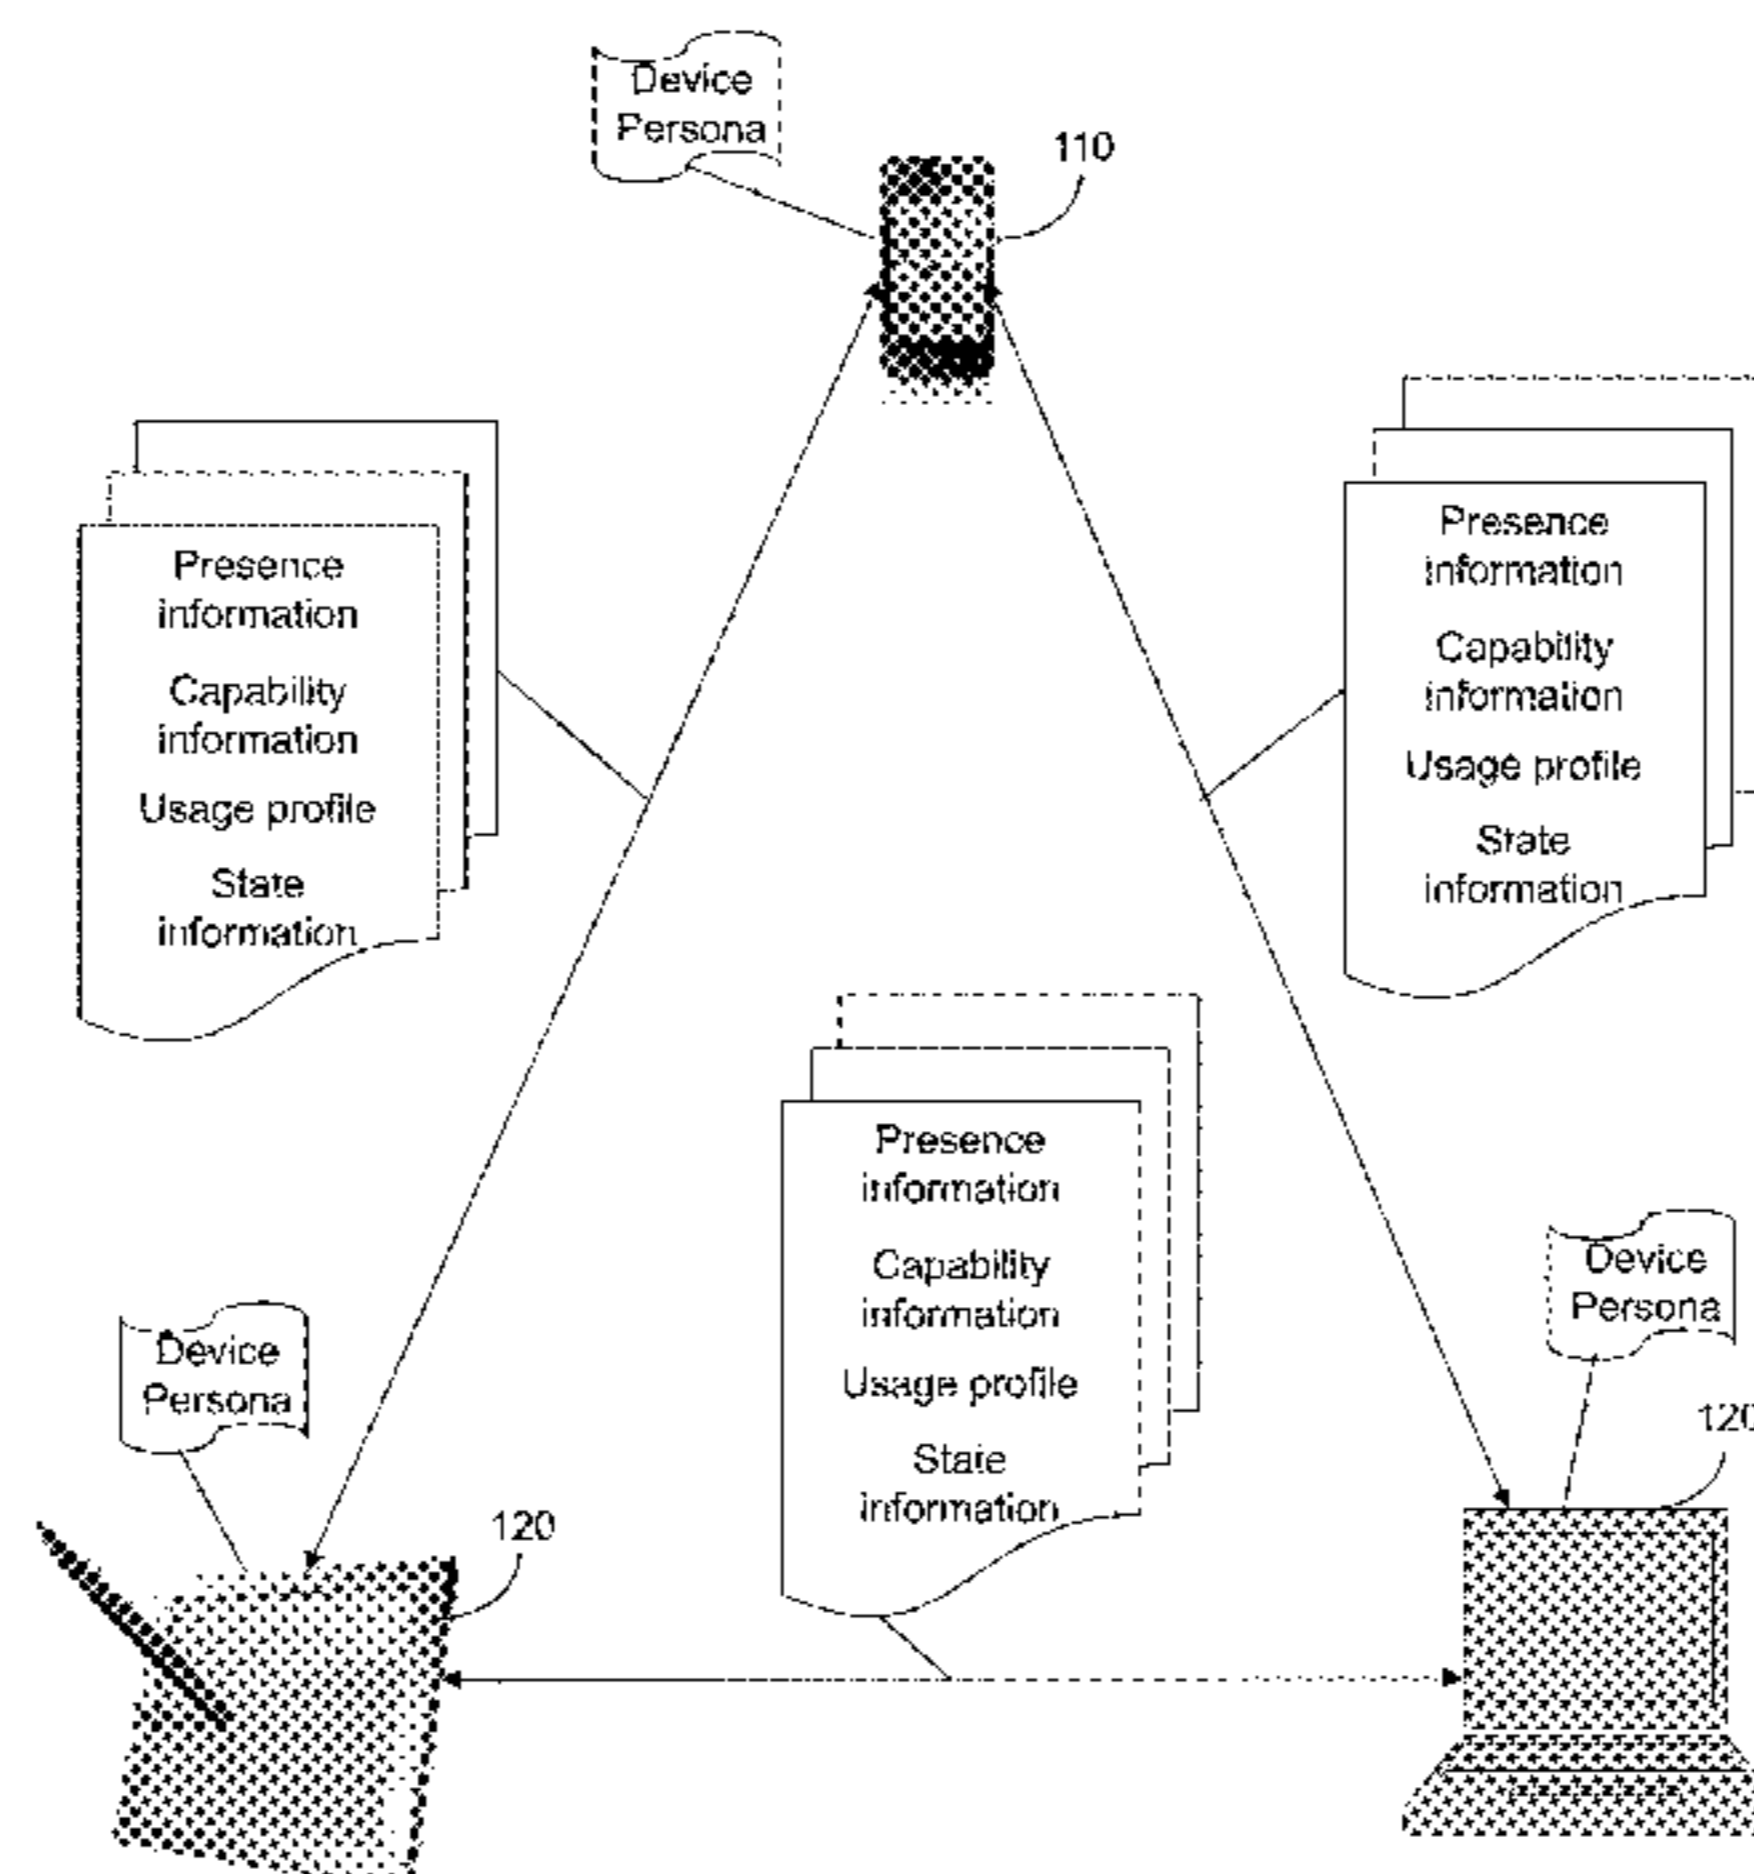 Device
Persona
110
Presence
information
Capability
information
Usage profile
State
information
Presence
information
Capability
information
Usage profile
State
information
Presence
information
Capability
information
Usage profile
State
information
Device
Persona
120
Device
Persona
120